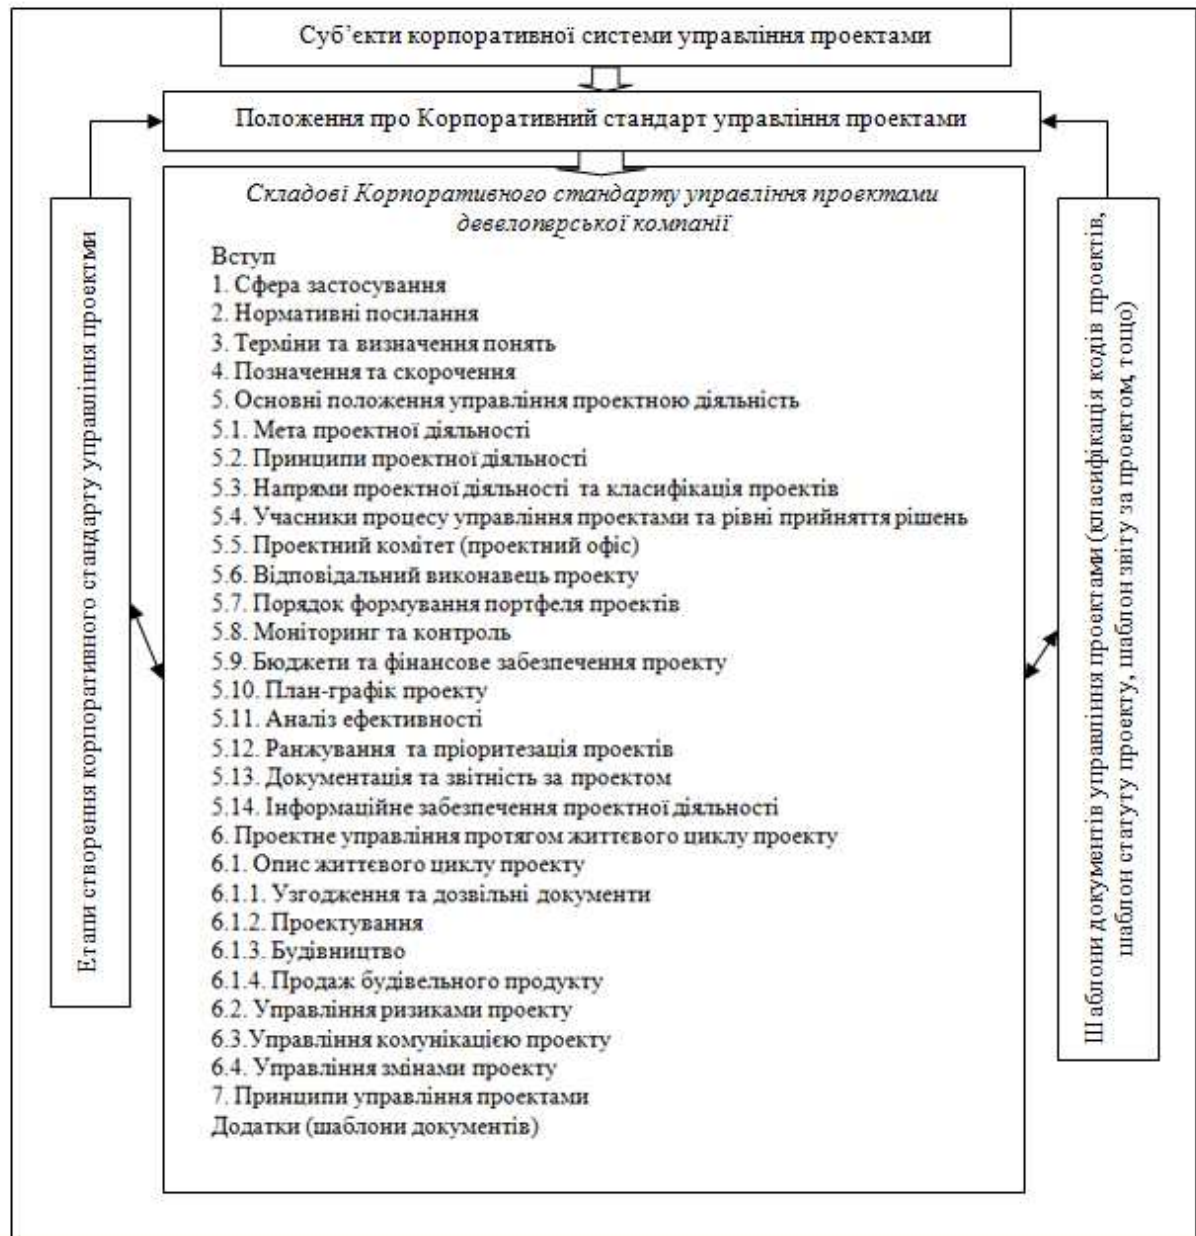 Суб’єкти корпоративної системи управління проектами
Положення про Корпоративний стандарт управління проектами
Складові Корпоративного стандарту управління проектами
девелоперської компанії
Вступ
1. Сфера застосування
2. Нормативні посилання
3. Терміни та визначення понять
4. Позначення та скорочення
5. Основні положення управління проектною діяльність
5.1. Мета проектної діяльності
5.2. Принципи проектної діяльності
5.3. Напрями проектної діяльності та класифікація проектів
5.4. Учасники процесу управління проектами та рівні прийняття рішень
5.5. Проектний комітет (проектний офіс)
5.6. Відповідальний виконавець проекту
5.7. Порядок формування портфеля проектів
5.8. Моніторинг та контроль
5.9. Бюджети та фінансове забезпечення проекту
5.10. План-графік проекту
5.11. Аналіз ефективності
5.12. Ранжування та пріоритезація проектів
5.13. Документація та звітність за проектом
5.14. Інформаційне забезпечення проектної діяльності
6. Проектне управління протягом життєвого циклу проекту
6.1. Опис життєвого циклу проекту
6.1.1. Узгодження та дозвільні документи
6.1.2. Проектування
6.1.3. Будівництво
6.1.4. Продаж будівельного продукту
6.2. Управління ризиками проекту
6.3.Управління комунікацією проекту
6.4. Управління змінами проекту
7. Принципи управління проектами
Додатки (шаблони документів)
Етапи створення корпоративного стандарту управління проектми
Шаблони документів управління проектами (класифікація кодів проектів,
шаблон статуту проекту, шаблон звіту за проектом, тощо)